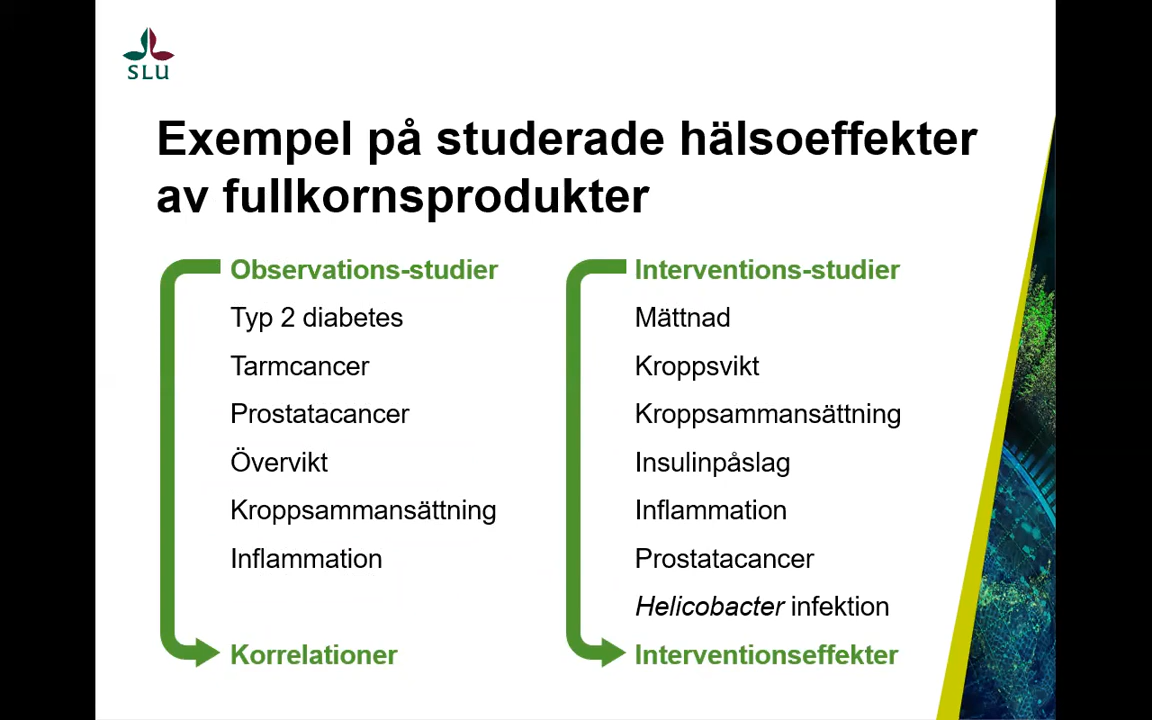 SLU
Exempel på studerade hälsoeffekter
av fullkornsprodukter
Observations-studier
Typ 2 diabetes
Tarmcancer
Prostatacancer
Övervikt
Kroppsammansättning
Inflammation
Korrelationer
Interventions-studier
Mättnad
Kroppsvikt
Kroppsammansättning
Insulinpåslag
Inflammation
Prostatacancer
Helicobacter infektion
Interventionseffekter